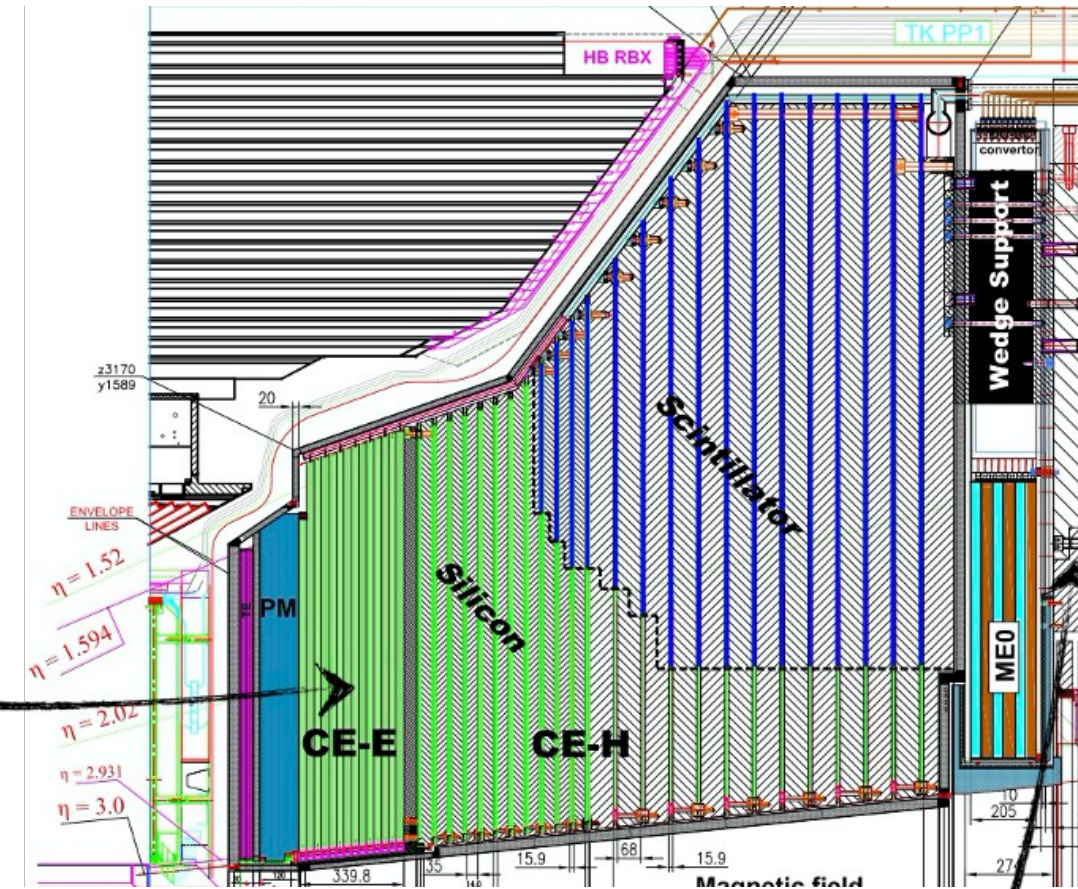 TK PP1
HB RBX
convertor
Wedge Support
z3170
y1589
20
Scintillator
ENVELOPE
LINES
η = 1.52
Silicon
PM
η = 1.594
ME0
η = 2.02
CE-E
CE-H
η = 2.931
η = 3.0
10
205
68
35
15.9
15.9
339.8
274
Magnetic field